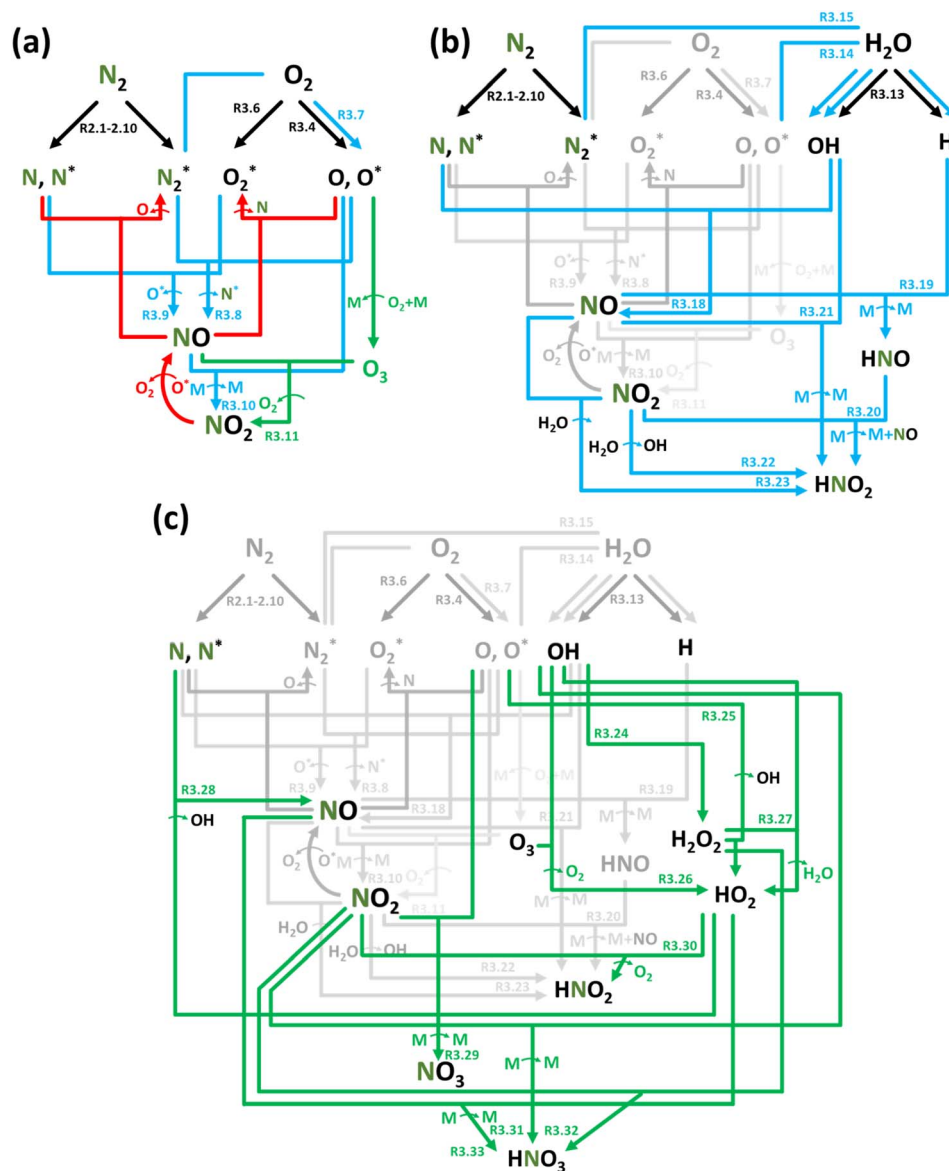 (a)
N2 O2
R2.1-2.10 R3.6 R3.4 R3.7
N, N* N2* O2* O, O*
O N
O* N* M O2+M
R3.9 R3.8
NO
O2 O* M M O3
R3.10 O2
NO2
R3.11
(b)
R3.15
N2 O2 H2O
R3.14
R2.1-2.10 R3.6 R3.4 R3.7 R3.13
N, N* N2* O2* O, O* OH H
O N
O* N* M O2+M
R3.9 R3.8 R3.19
NO R3.18 R3.21 M M
O2 O* M M O3 HNO
R3.10 O2
NO2 R3.11 M M R3.20
H2O H2O OH M M+NO
R3.22
R3.23 HNO2
(c)
R3.15
N2 O2 H2O
R3.14
R2.1-2.10 R3.6 R3.4 R3.7 R3.13
N, N* N2* O2* O, O* OH H
O N
R3.25
R3.24
O* N* M O2+M OH
R3.28 R3.9 R3.8 R3.19
OH NO R3.18 R3.21 M M R3.27
O3 H2O2
O2 O* M M HNO H2O
R3.10 O2 O2 R3.26
NO2 R3.11 M M HO2
R3.20
H2O H2O OH M M+NO R3.30
R3.22 O2
R3.23 HNO2
M M
R3.29 M M
NO3
M M R3.31 R3.32
R3.33
HNO3